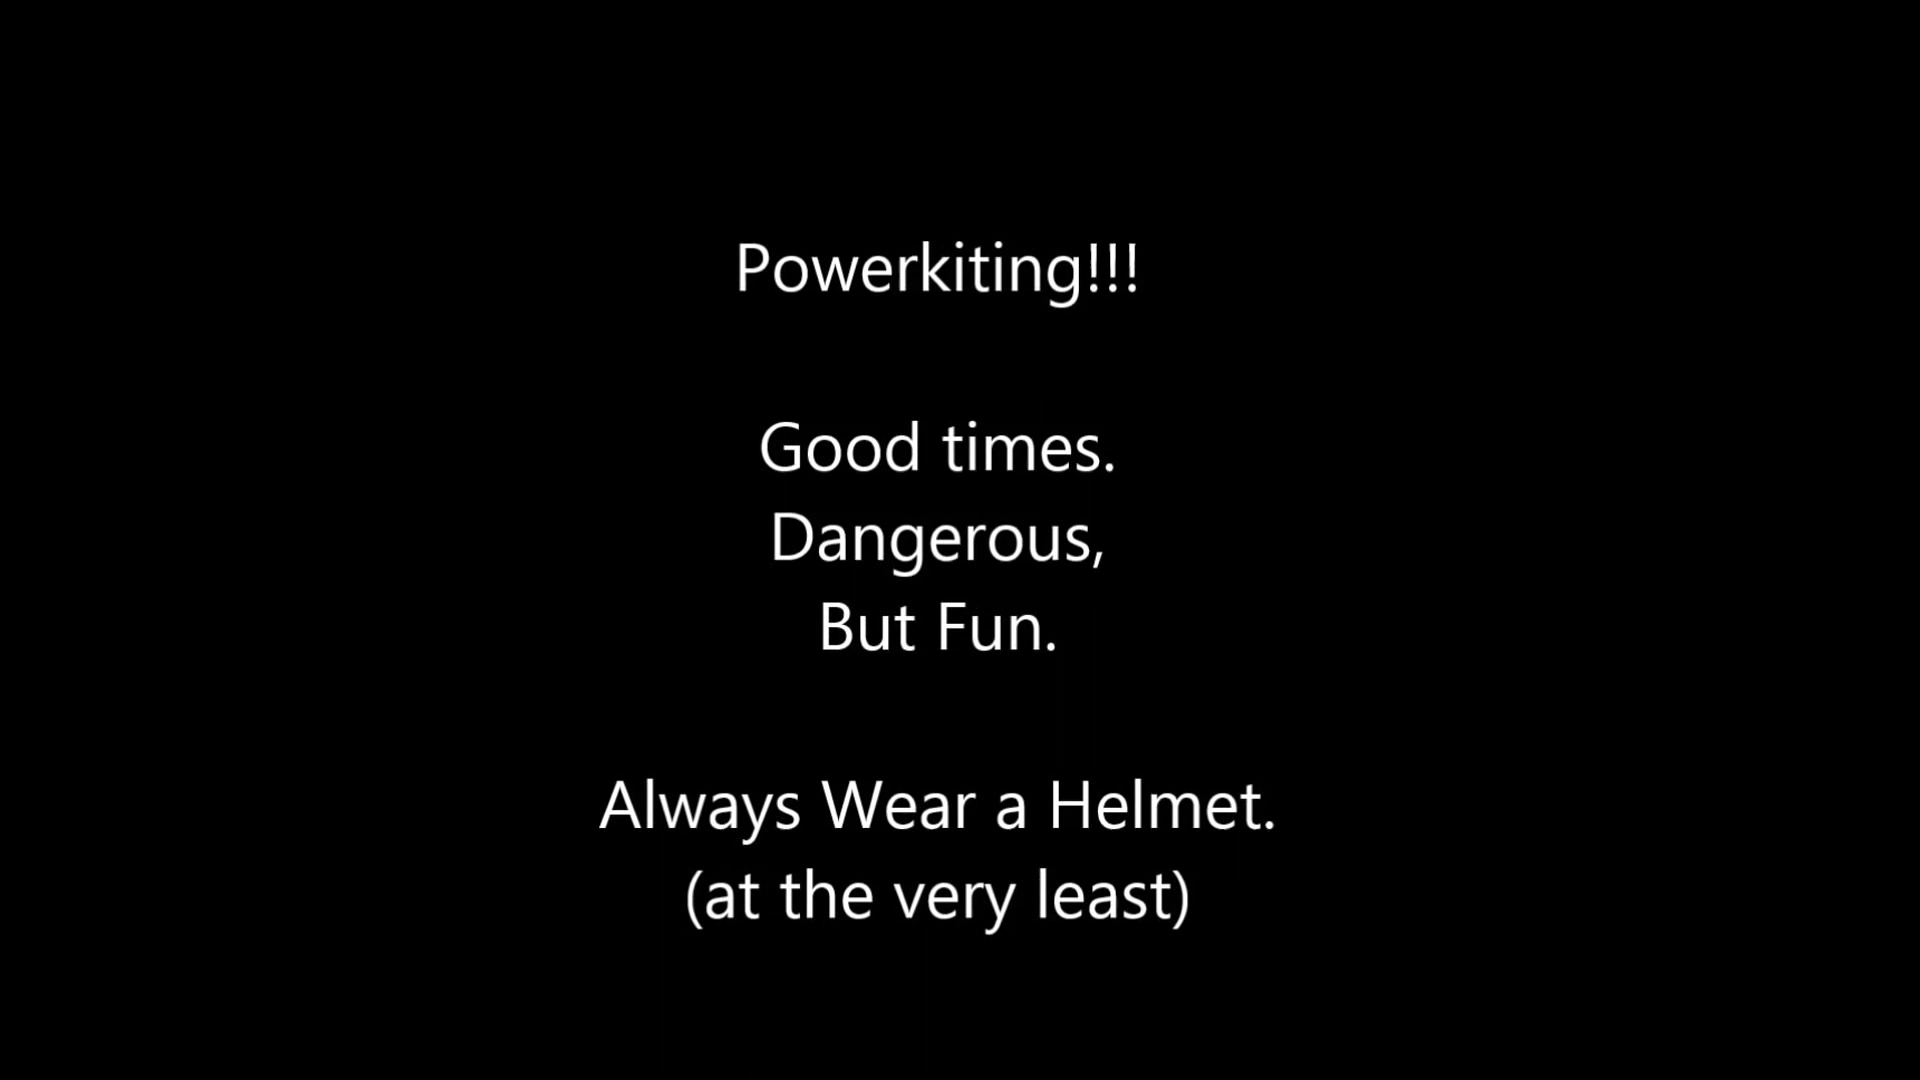 Powerkiting!!!
Good times.
Dangerous,
But Fun.
Always Wear a Helmet.
(at the very least)